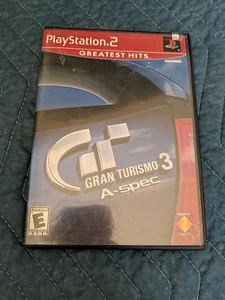 PlayStation®2
GREATEST HITS
GT
GRAN TURISMO 3
A-spec
E